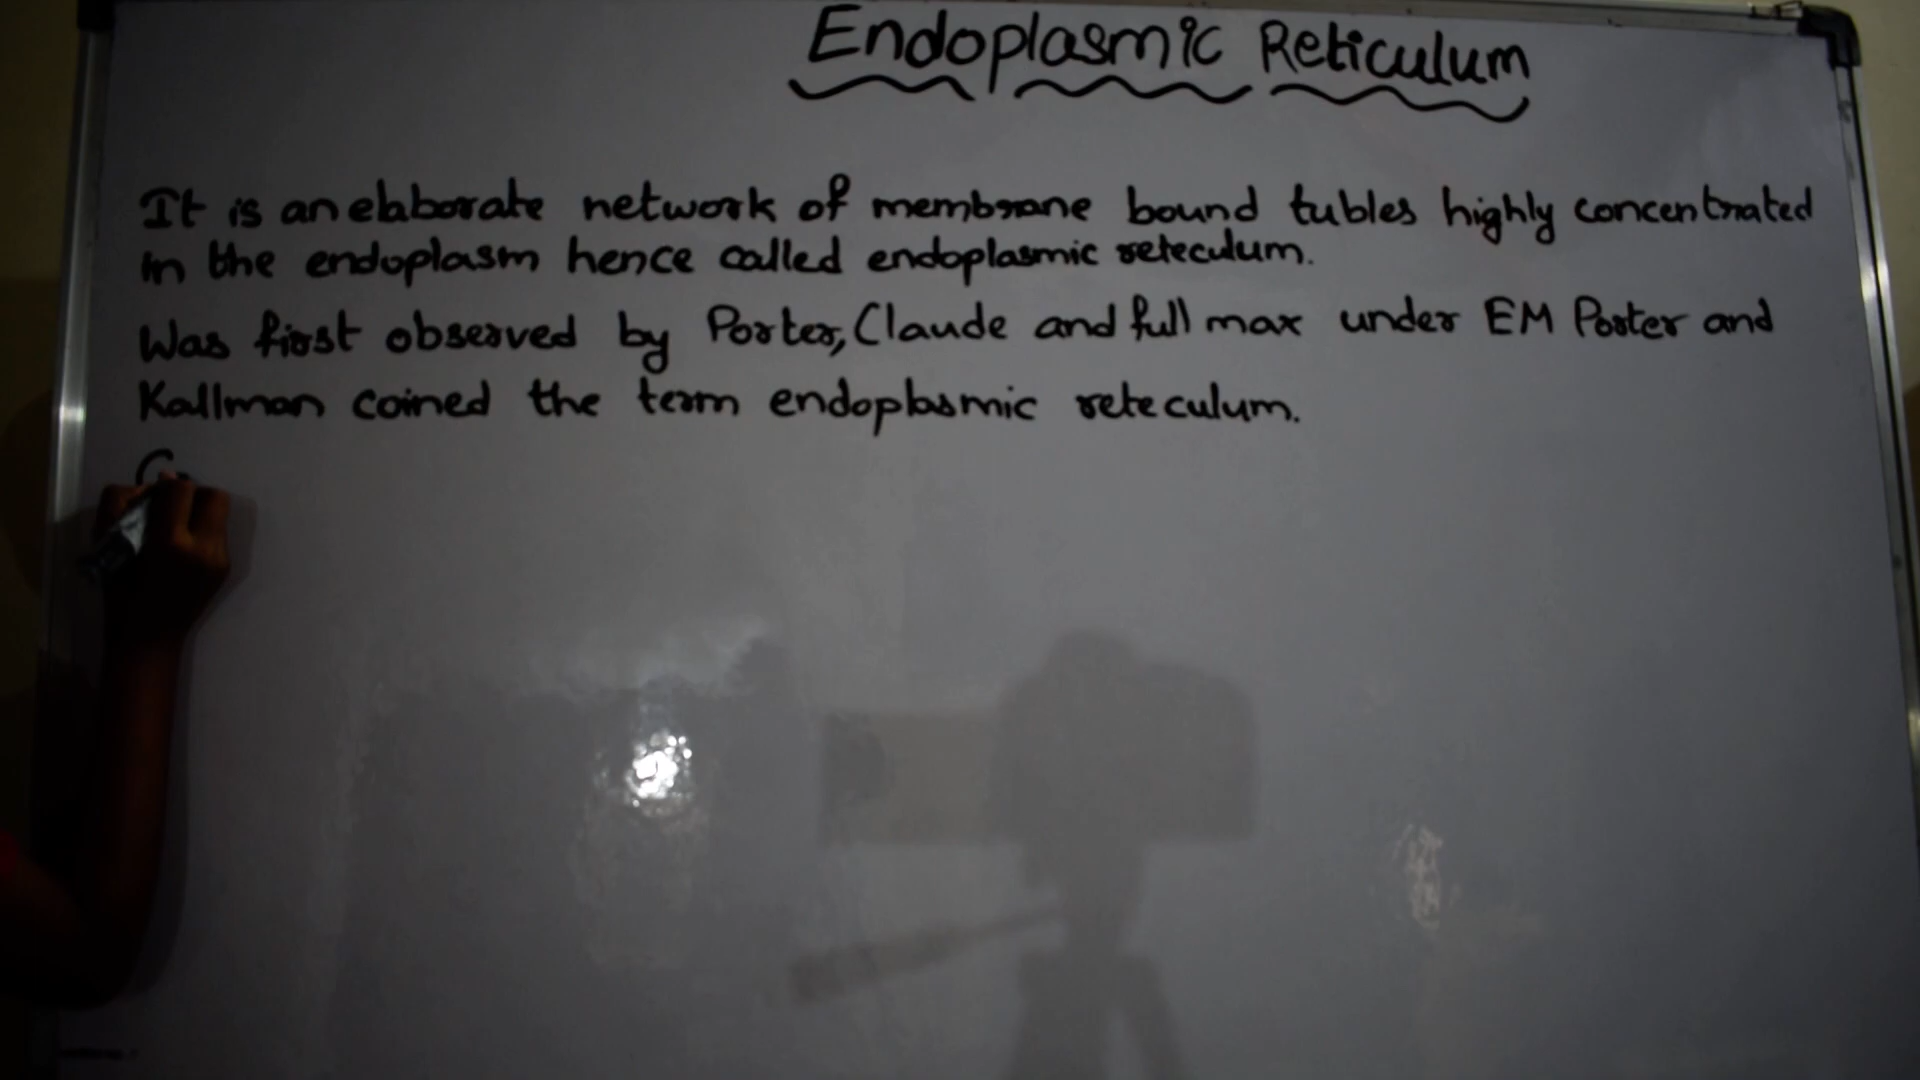 Endoplasmic Reticulum
It is an elaborate network of membrane bound tubles highly concentrated
in the endoplasm hence called endoplasmic reteculum.
Was first observed by Porter, Claude and full max under EM Porter and
Kallman coined the term endoplasmic reteculum.